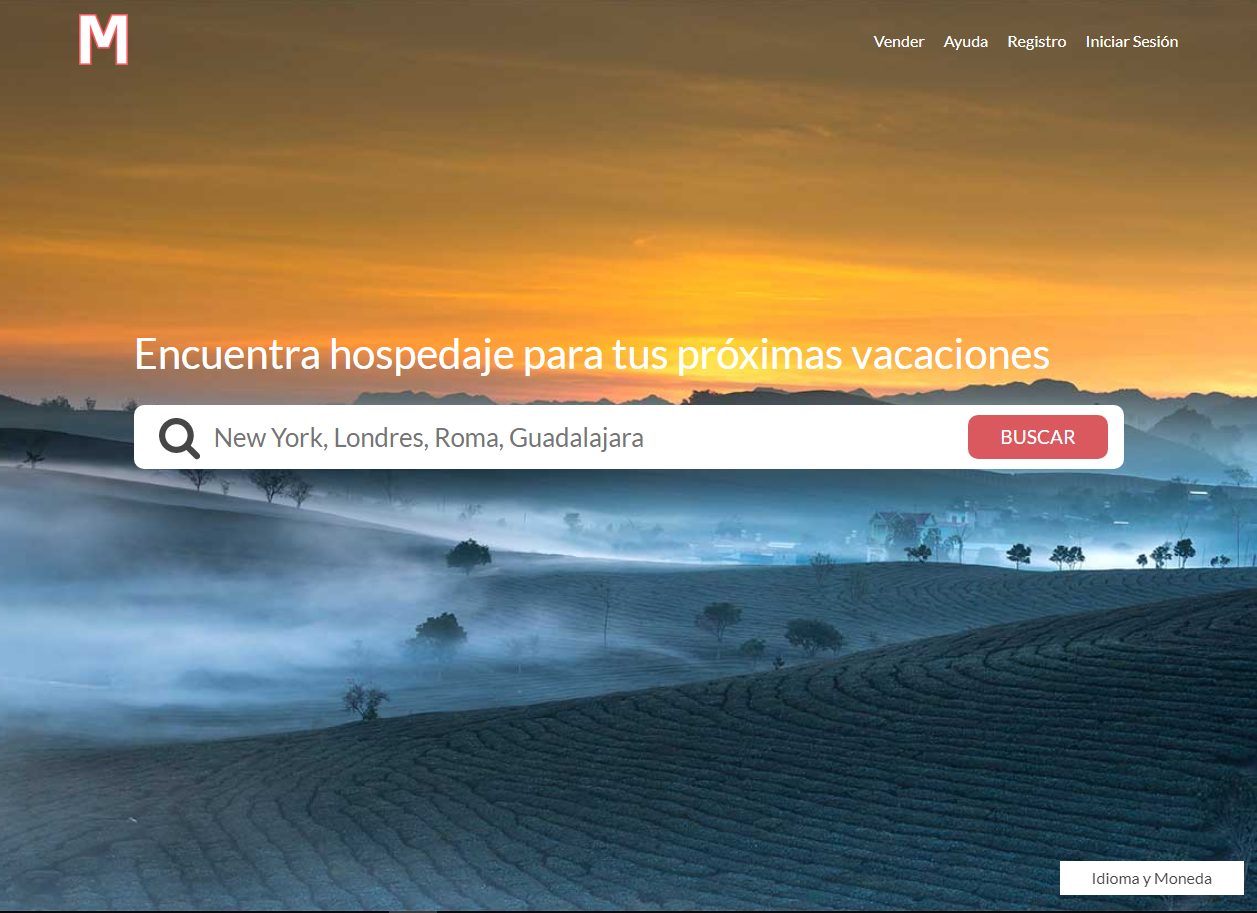 M
Vender Ayuda Registro Iniciar Sesión
Encuentra hospedaje para tus próximas vacaciones
New York, Londres, Roma, Guadalajara BUSCAR
Idioma y Moneda